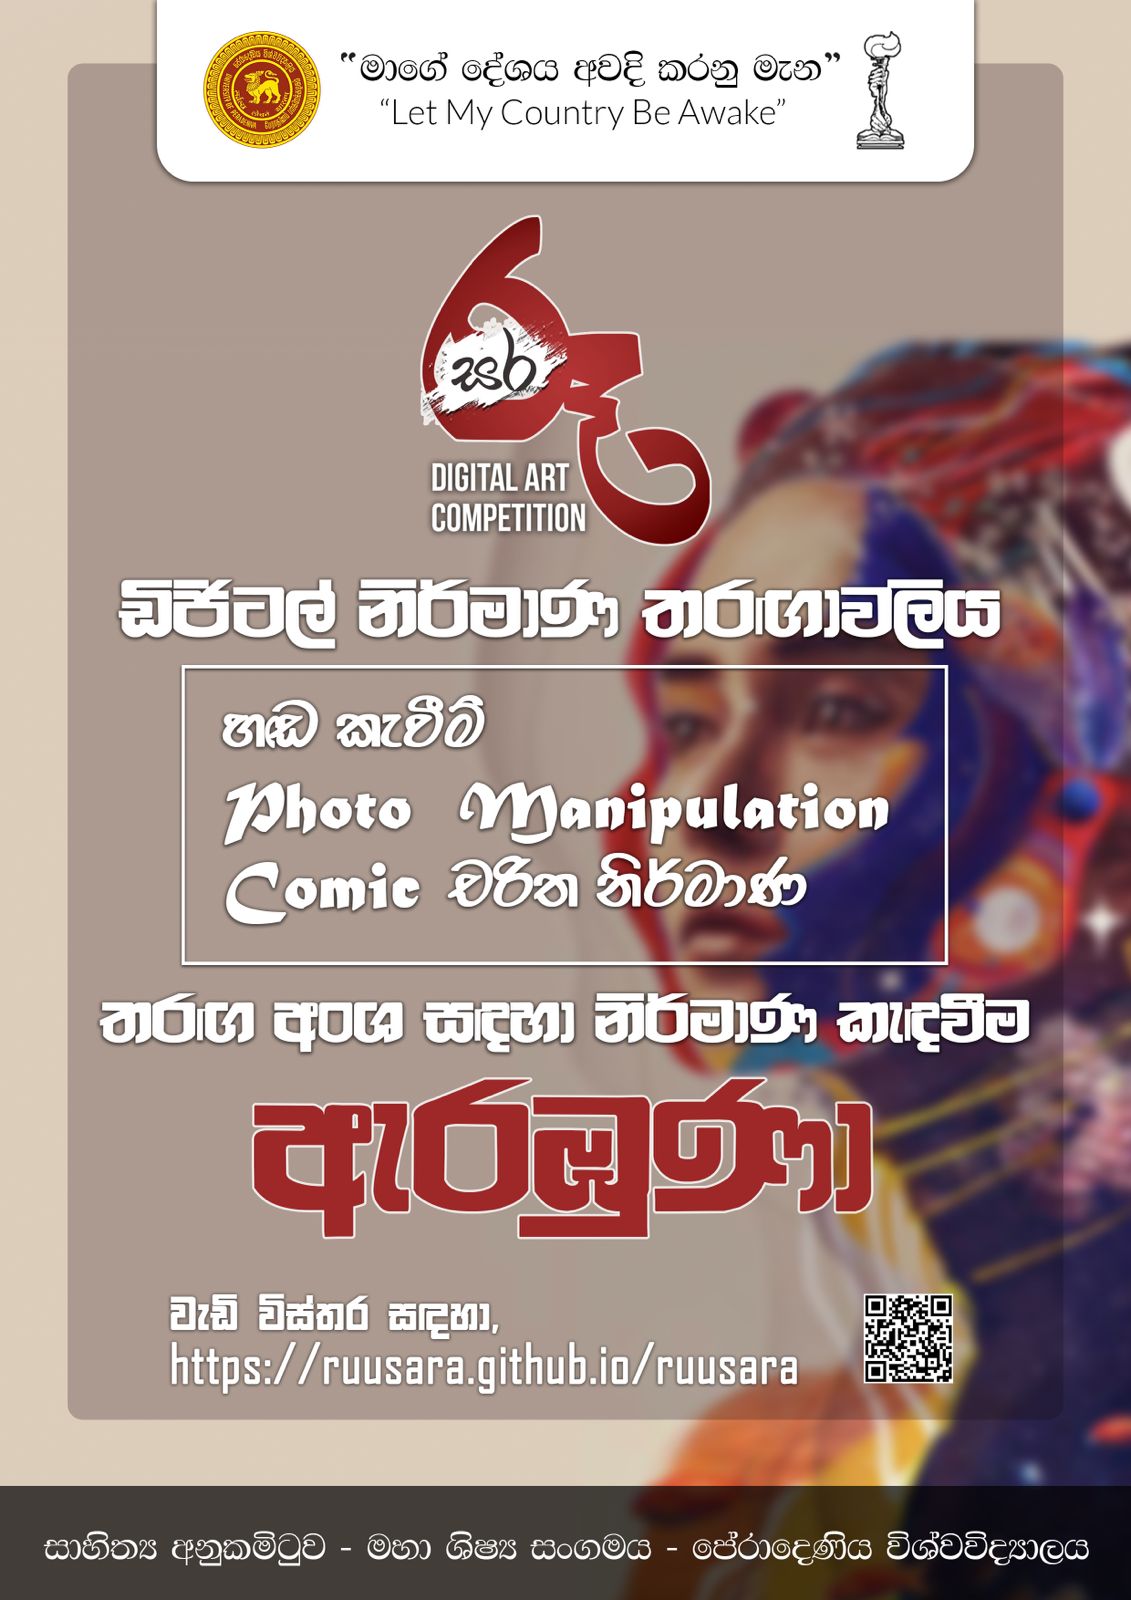 “මාගේ දේශය අවදි කරනු මැන”
“Let My Country Be Awake”
රූ
සර
DIGITAL ART
COMPETITION
ඩිජිටල් නිර්මාණ තරඟාවලිය
හඬ කැවීම්
Photo Manipulation
Comic චරිත නිර්මාණ
තරඟ අංශ සඳහා නිර්මාණ කැඳවීම
ඇරඹුණා
වැඩි විස්තර සඳහා,
https://ruusara.github.io/ruusara
සාහිත්‍ය අනුකමිටුව - මහා ශිෂ්‍ය සංගමය - පේරාදෙණිය විශ්වවිද්‍යාලය